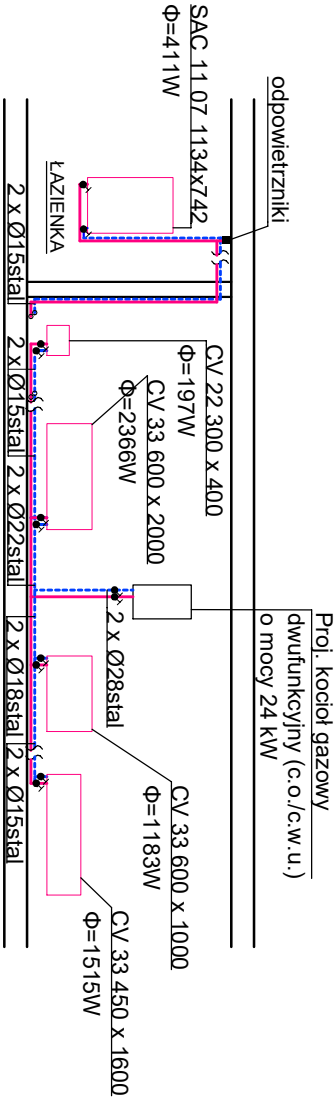 odpowietrzniki
SAC 11 07 1134x742
Φ=411W
ŁAZIENKA
CV 22 300 x 400
Φ=197W
CV 33 600 x 2000
Φ=2366W
Proj. kocioł gazowy
dwufunkcyjny (c.o./c.w.u.)
o mocy 24 kW
CV 33 600 x 1000
Φ=1183W
CV 33 450 x 1600
Φ=1515W
2 x Ø28stal
2 x Ø15stal
2 x Ø15stal
2 x Ø22stal
2 x Ø18stal
2 x Ø15stal